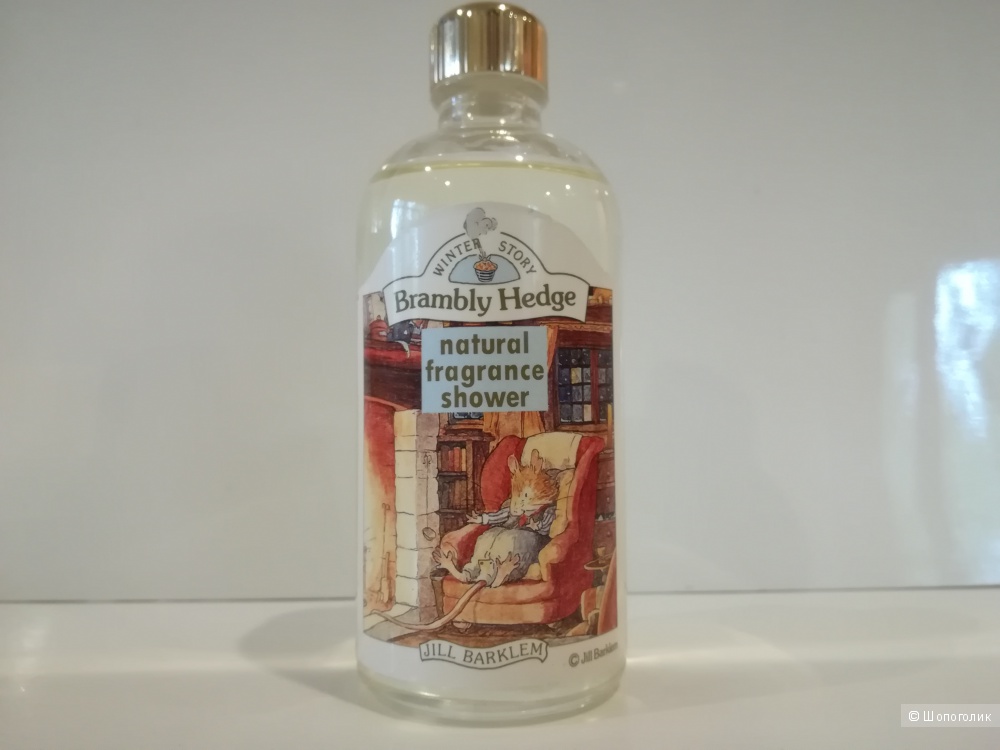 WINTER STORY
Brambly Hedge
natural
fragrance
shower
JILL BARKLEM
© Jill Barklem
© Шопоголик